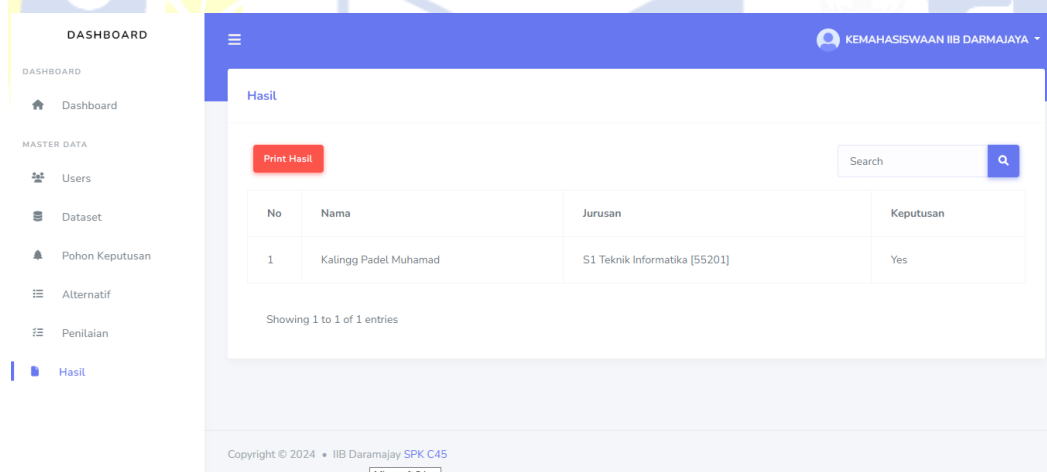 DASHBOARD
KEMAHASISWAAN IIB DARMAJAYA
DASHBOARD
Dashboard
MASTER DATA
Users
Dataset
Pohon Keputusan
Alternatif
Penilaian
Hasil
Hasil
Print Hasil
Search
No Nama Jurusan Keputusan
1 Kalingg Padel Muhamad S1 Teknik Informatika [55201] Yes
Showing 1 to 1 of 1 entries
Copyright © 2024 • IIB Daramajay SPK C45